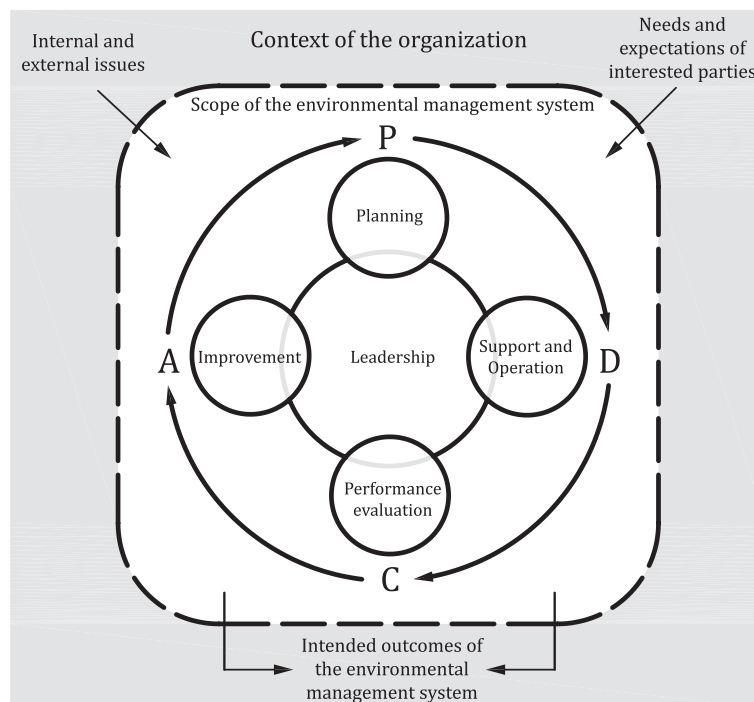 Internal and
external issues
Context of the organization
Needs and
expectations of
interested parties
Scope of the environmental management system
P
Planning
A
Improvement
Leadership
Support and
Operation
D
Performance
evaluation
C
Intended outcomes of
the environmental
management system